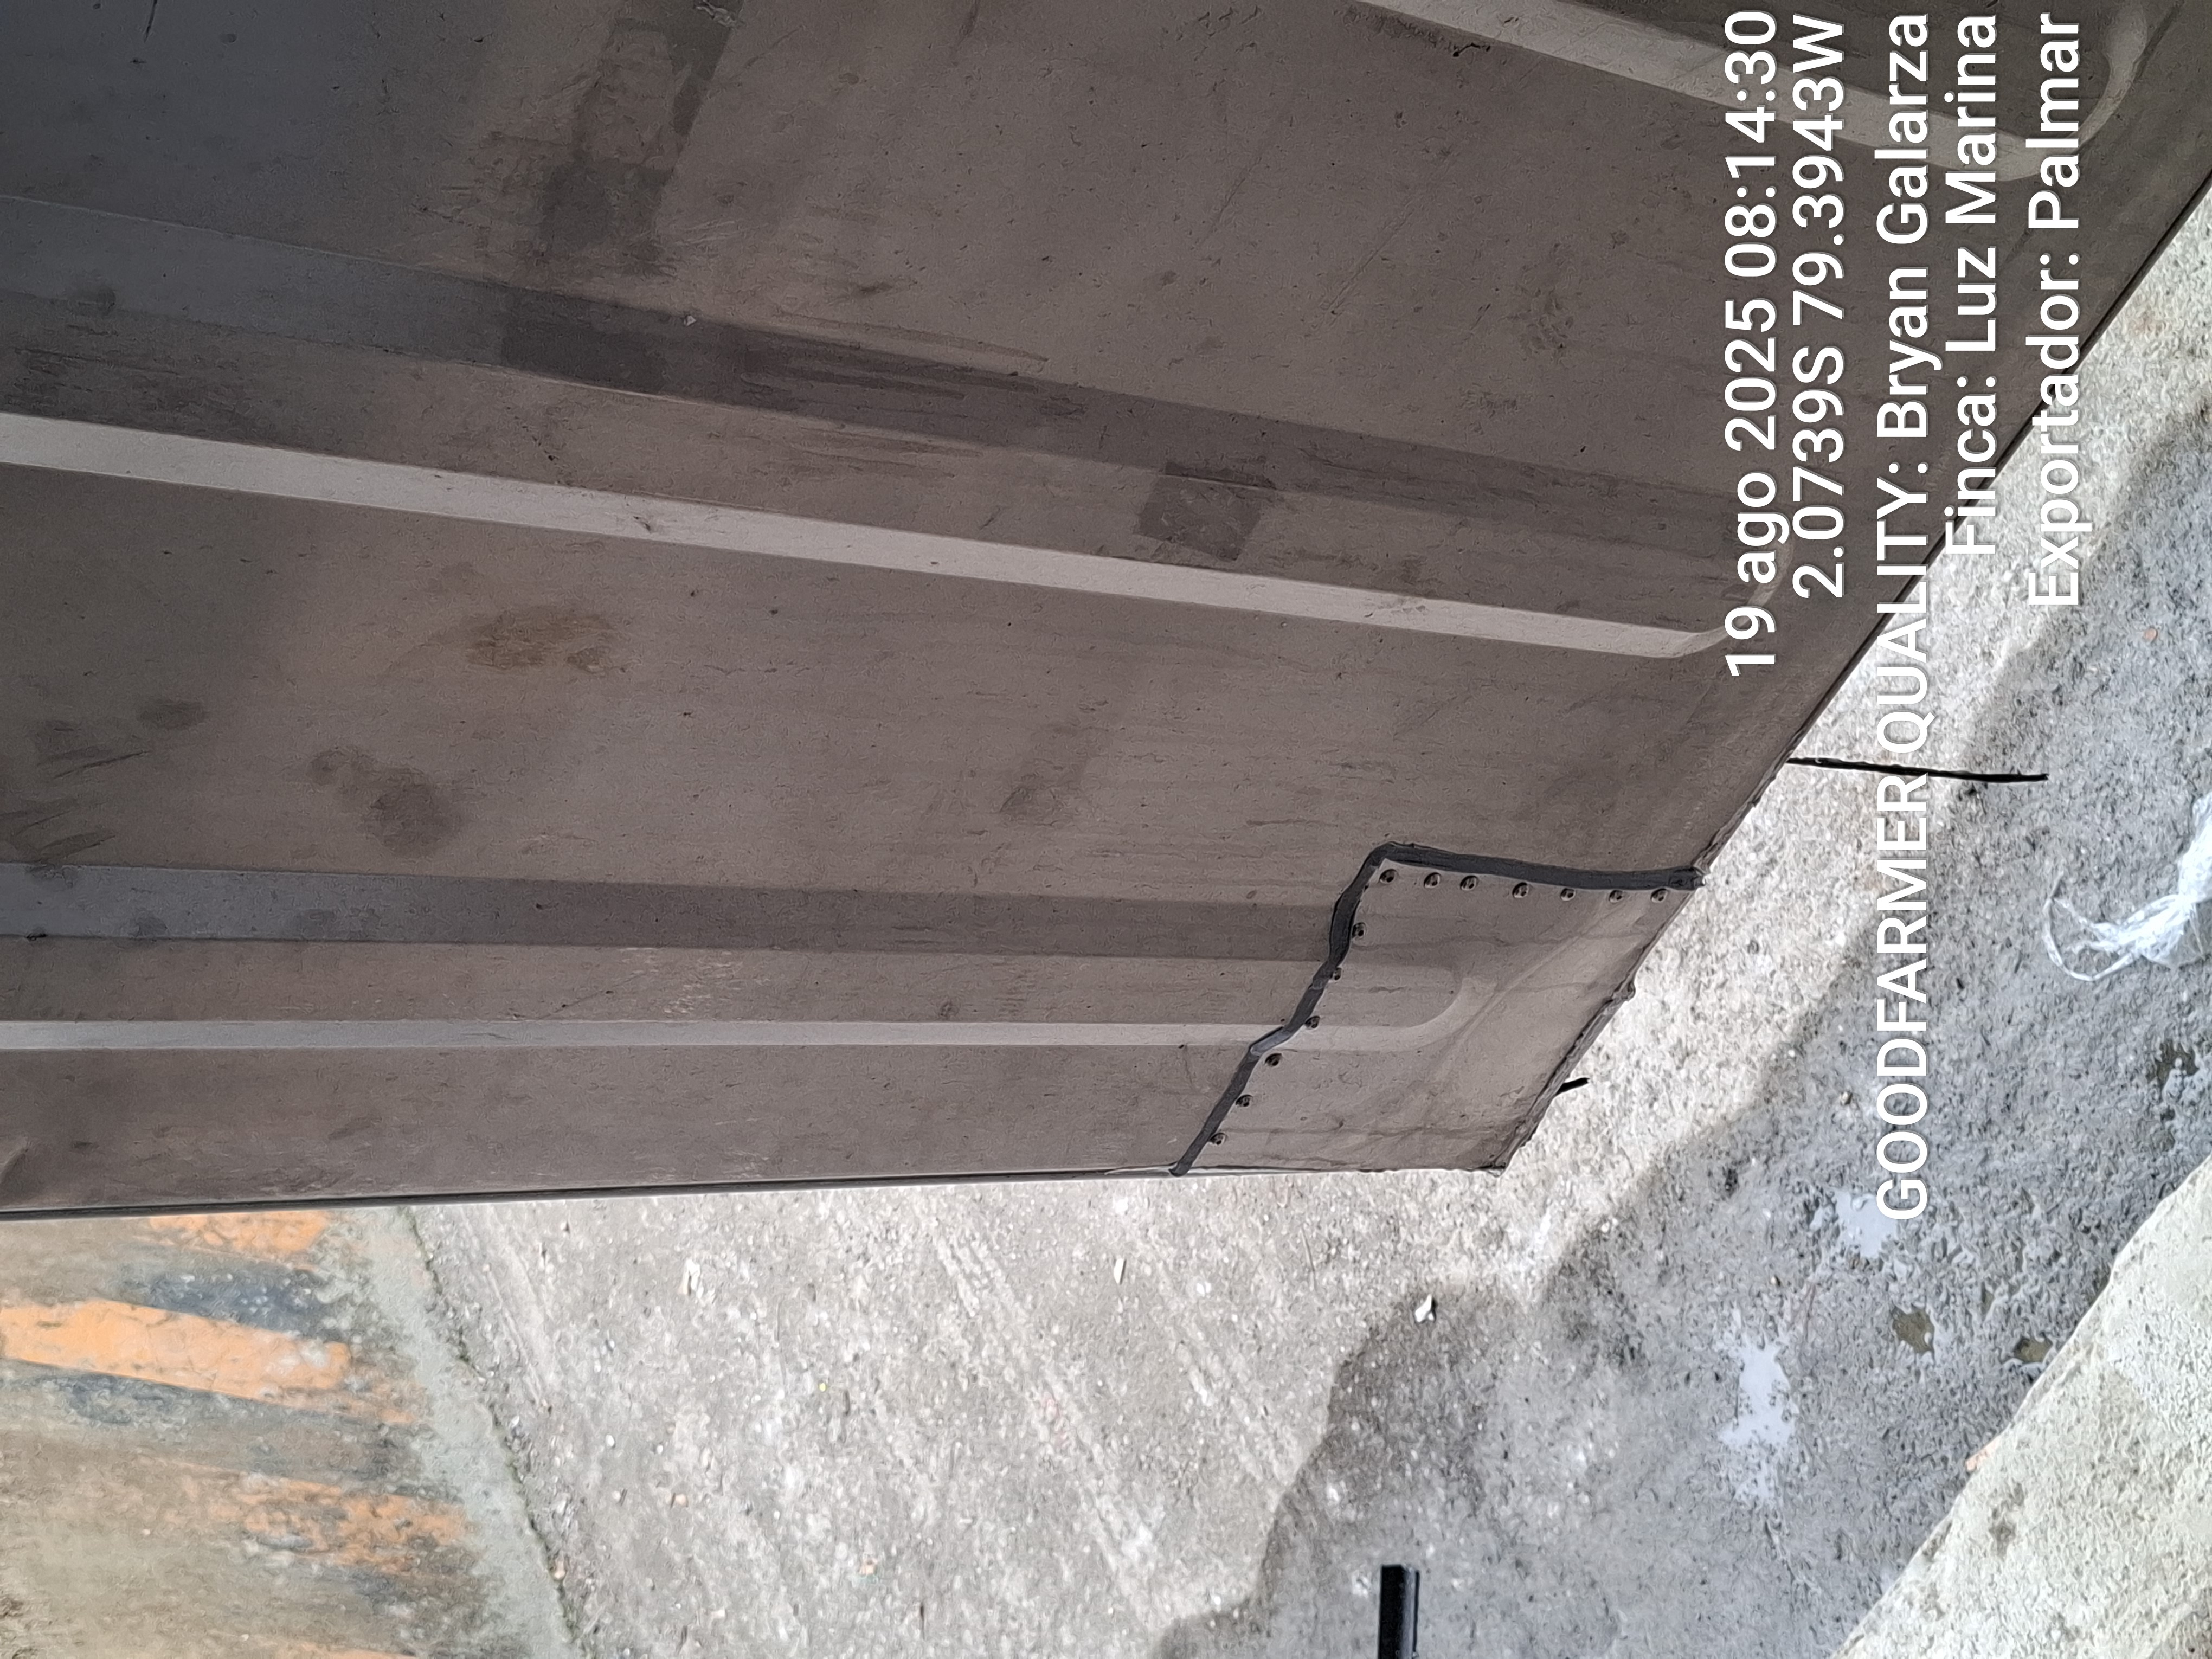 19 ago 2025 08:14:30
2.0739S 79.3943W
GOODFARMER QUALITY: Bryan Galarza
Finca: Luz Marina
Exportador: Palmar